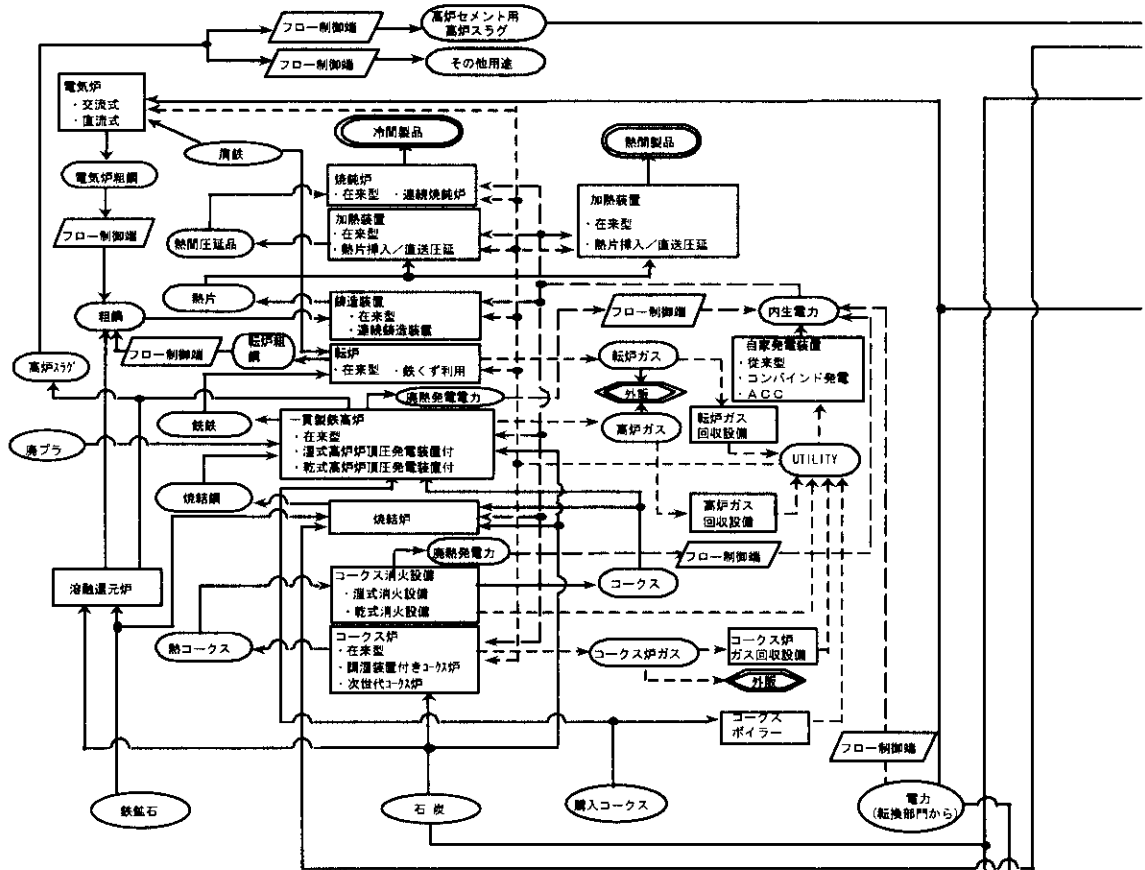 フロー制御端
高炉セメント用
高炉スラグ
フロー制御端
その他用途
電気炉
・交流式
・直流式
冷間製品
熱間製品
屑鉄
焼鈍炉
・在来型 ・連続焼鈍炉
電気炉粗鋼
加熱装置
・在来型
・熱片挿入／直送圧延
加熱装置
・在来型
・熱片挿入／直送圧延
フロー制御端
熱間圧延品
熱片
鋳造装置
・在来型
・連続鋳造装置
フロー制御端
内生電力
粗鋼
フロー制御端
転炉粗
鋼
転炉
・在来型 ・鉄くず利用
転炉ガス
自家発電装置
・従来型
・コンバインド発電
・ACC
高炉スラグ
廃熱発電電力
外販
銑鉄
一貫製鉄高炉
・在来型
・湿式高炉炉頂圧発電装置付
・乾式高炉炉頂圧発電装置付
高炉ガス
転炉ガス
回収設備
廃プラ
UTILITY
焼結鋼
焼結炉
高炉ガス
回収設備
廃熱発電力
フロー制御端
溶融還元炉
コークス消火設備
・湿式消火設備
・乾式消火設備
コークス
熱コークス
コークス炉
・在来型
・調湿装置付きコークス炉
・次世代コークス炉
コークス炉ガス
コークス炉
ガス回収設備
外販
コークス
ボイラー
フロー制御端
鉄鉱石
石炭
購入コークス
電力
(転換部門から)